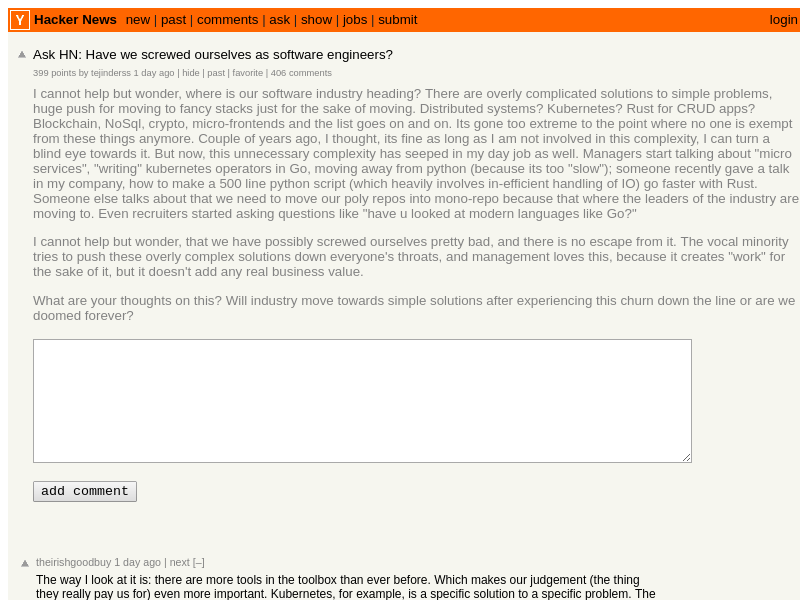 Y Hacker News new | past | comments | ask | show | jobs | submit login
Ask HN: Have we screwed ourselves as software engineers?
399 points by tejinderss 1 day ago | hide | past | favorite | 406 comments
I cannot help but wonder, where is our software industry heading? There are overly complicated solutions to simple problems,
huge push for moving to fancy stacks just for the sake of moving. Distributed systems? Kubernetes? Rust for CRUD apps?
Blockchain, NoSql, crypto, micro-frontends and the list goes on and on. Its gone too extreme to the point where no one is exempt
from these things anymore. Couple of years ago, I thought, its fine as long as I am not involved in this complexity, I can turn a
blind eye towards it. But now, this unnecessary complexity has seeped in my day job as well. Managers start talking about "micro
services", "writing" kubernetes operators in Go, moving away from python (because its too "slow"); someone recently gave a talk
in my company, how to make a 500 line python script (which heavily involves in-efficient handling of IO) go faster with Rust.
Someone else talks about that we need to move our poly repos into mono-repo because that where the leaders of the industry are
moving to. Even recruiters started asking questions like "have u looked at modern languages like Go?"
I cannot help but wonder, that we have possibly screwed ourselves pretty bad, and there is no escape from it. The vocal minority
tries to push these overly complex solutions down everyone's throats, and management loves this, because it creates "work" for
the sake of it, but it doesn't add any real business value.
What are your thoughts on this? Will industry move towards simple solutions after experiencing this churn down the line or are we
doomed forever?
add comment
theirishgoodbuy 1 day ago | next [–]
The way I look at it is: there are more tools in the toolbox than ever before. Which makes our judgement (the thing
they really pay us for) even more important. Kubernetes, for example, is a specific solution to a specific problem. The